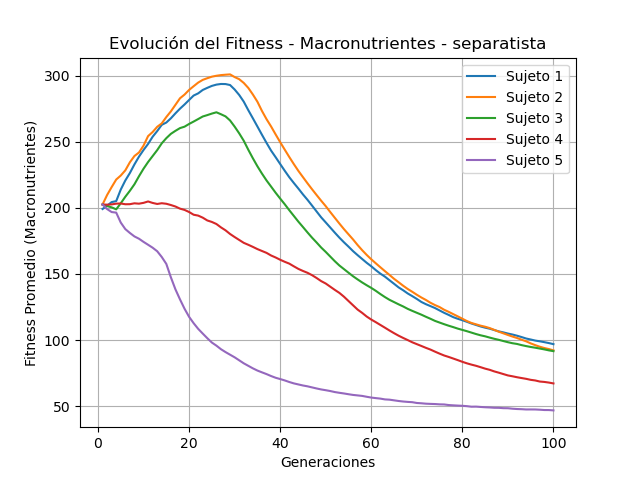 Evolución del Fitness - Macronutrientes - separatista
Fitness Promedio (Macronutrientes)
300
250
200
150
100
50
0
20
40
60
80
100
Generaciones
Sujeto 1
Sujeto 2
Sujeto 3
Sujeto 4
Sujeto 5